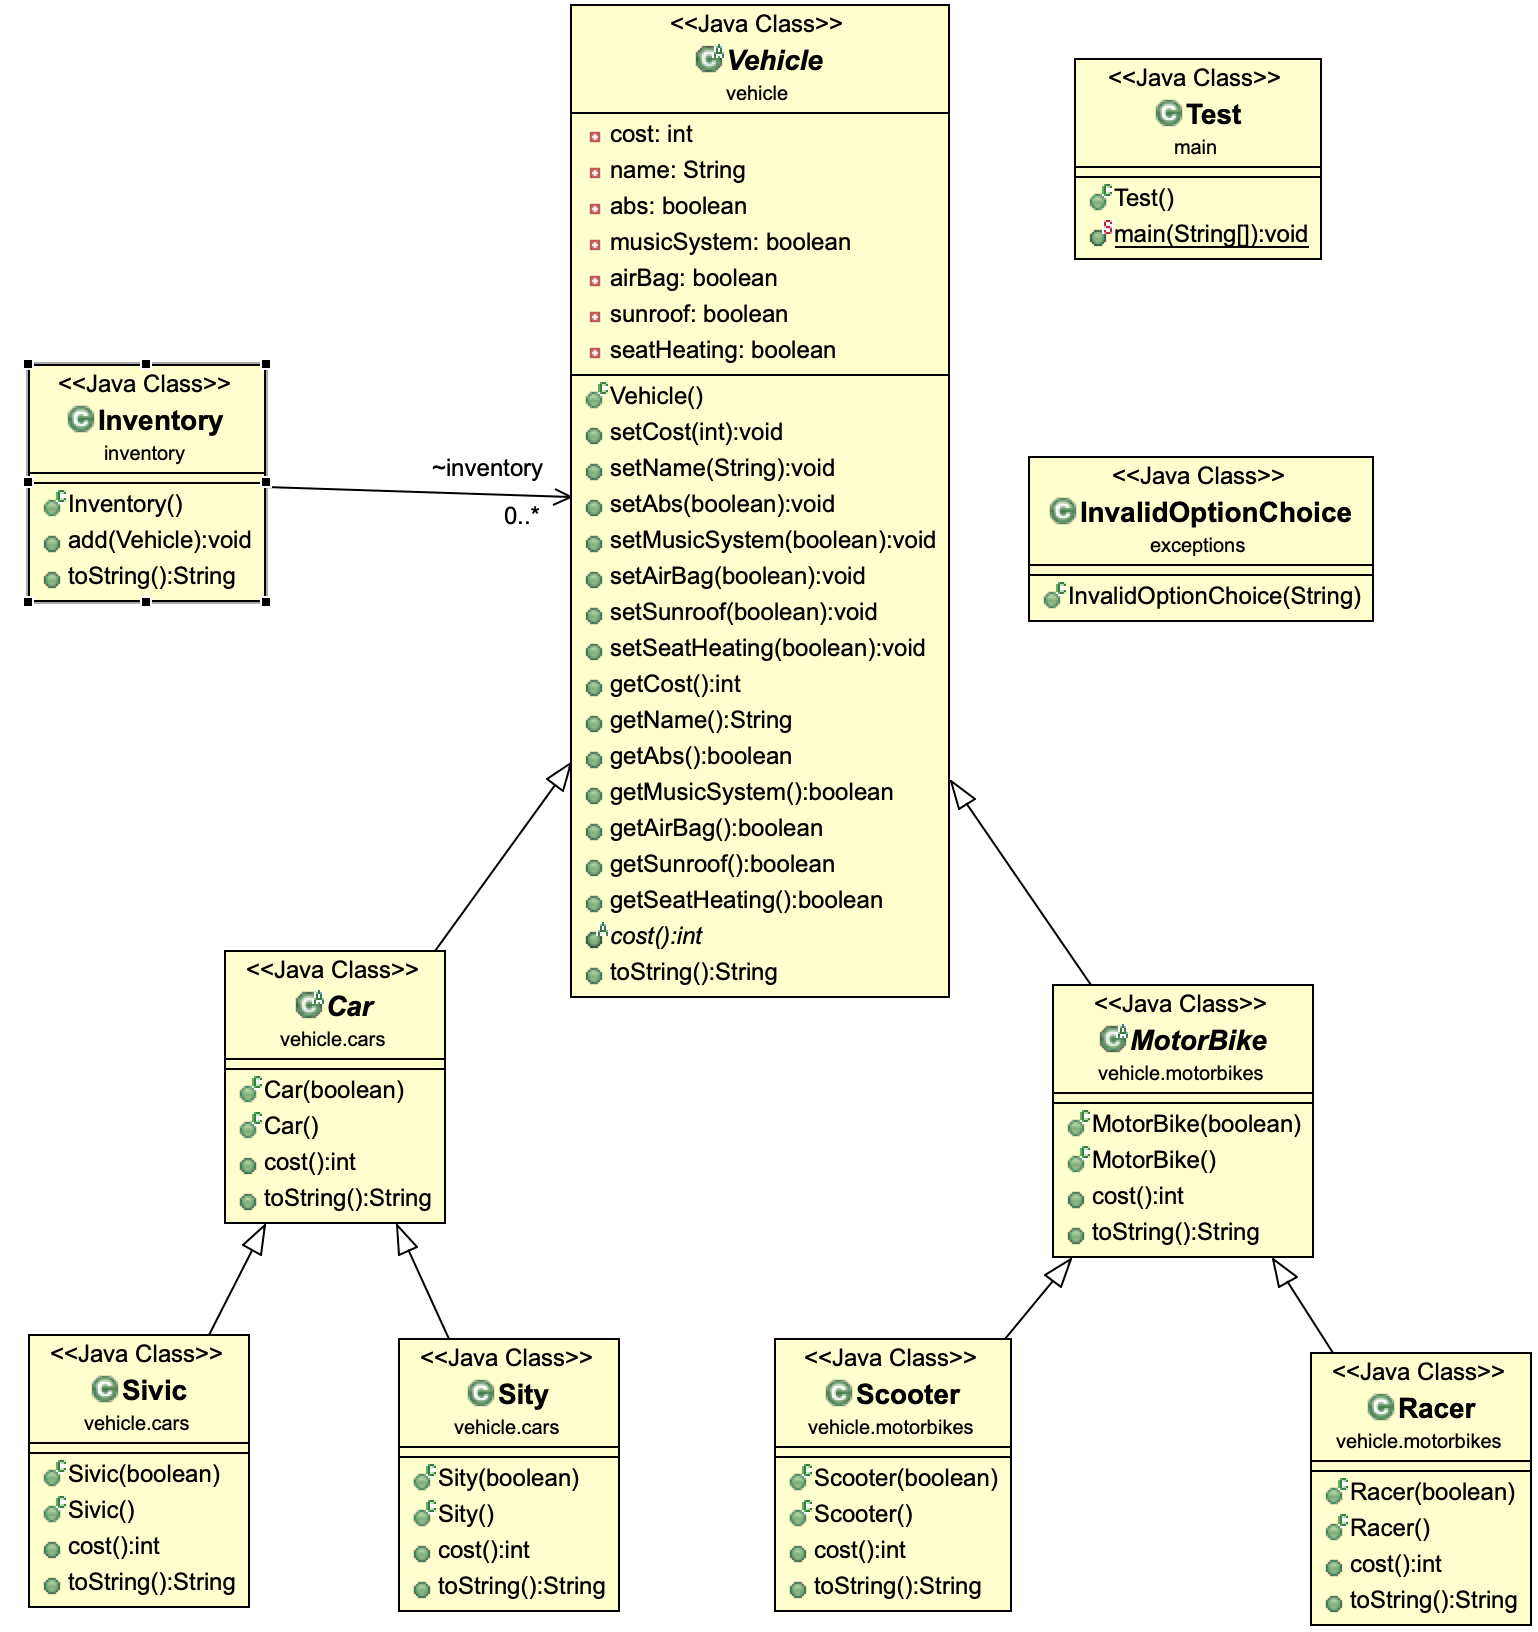 <<Java Class>>
Vehicle
vehicle
cost: int
name: String
abs: boolean
musicSystem: boolean
airBag: boolean
sunroof: boolean
seatHeating: boolean
Vehicle()
setCost(int):void
setName(String):void
setAbs(boolean):void
setMusicSystem(boolean):void
setAirBag(boolean):void
setSunroof(boolean):void
setSeatHeating(boolean):void
getCost():int
getName():String
getAbs():boolean
getMusicSystem():boolean
getAirBag():boolean
getSunroof():boolean
getSeatHeating():boolean
cost():int
toString():String
<<Java Class>>
Test
main
Test()
main(String[]):void
<<Java Class>>
Inventory
inventory
Inventory()
add(Vehicle):void
toString():String
~inventory
0..*
<<Java Class>>
InvalidOptionChoice
exceptions
InvalidOptionChoice(String)
<<Java Class>>
Car
vehicle.cars
Car(boolean)
Car()
cost():int
toString():String
<<Java Class>>
MotorBike
vehicle.motorbikes
MotorBike(boolean)
MotorBike()
cost():int
toString():String
<<Java Class>>
Sivic
vehicle.cars
Sivic(boolean)
Sivic()
cost():int
toString():String
<<Java Class>>
Sity
vehicle.cars
Sity(boolean)
Sity()
cost():int
toString():String
<<Java Class>>
Scooter
vehicle.motorbikes
Scooter(boolean)
Scooter()
cost():int
toString():String
<<Java Class>>
Racer
vehicle.motorbikes
Racer(boolean)
Racer()
cost():int
toString():String